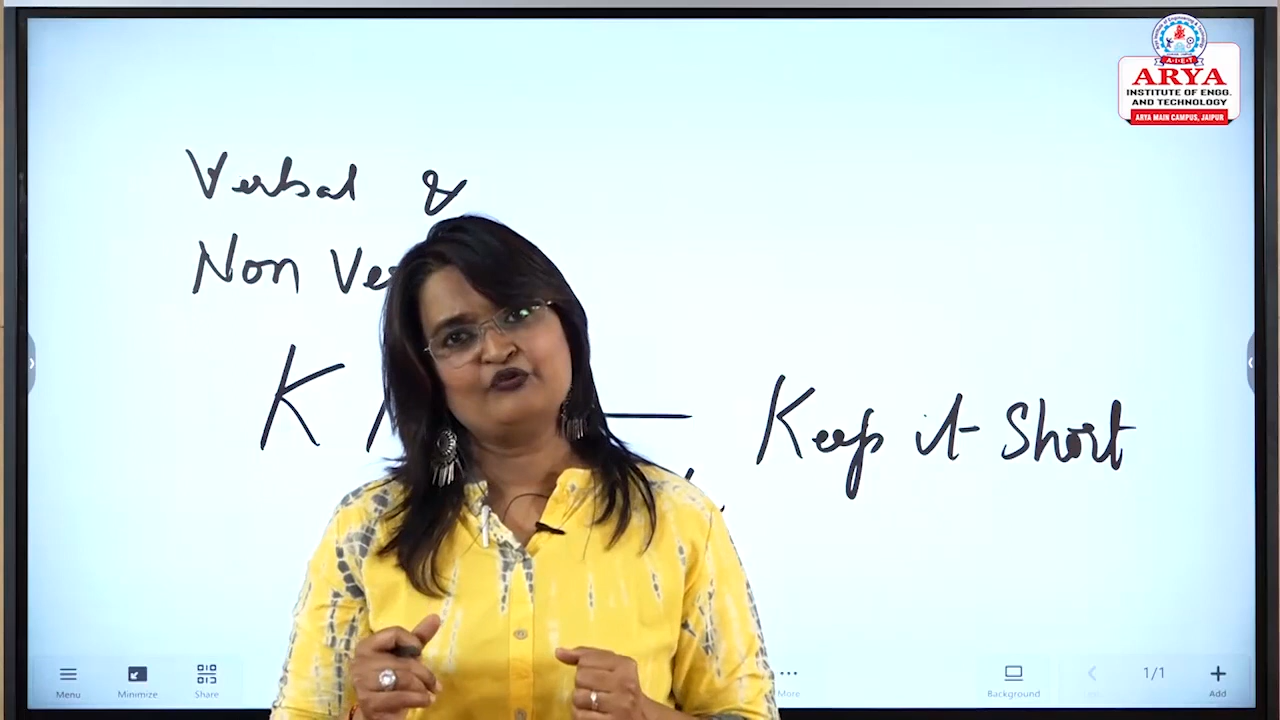 ARYA
INSTITUTE OF ENGG.
AND TECHNOLOGY
ARYA MAIN CAMPUS, JAIPUR
Verbal &
Non Ve
K
Keep it Short
Menu
Minimize
Share
More
Background
1/1
Add